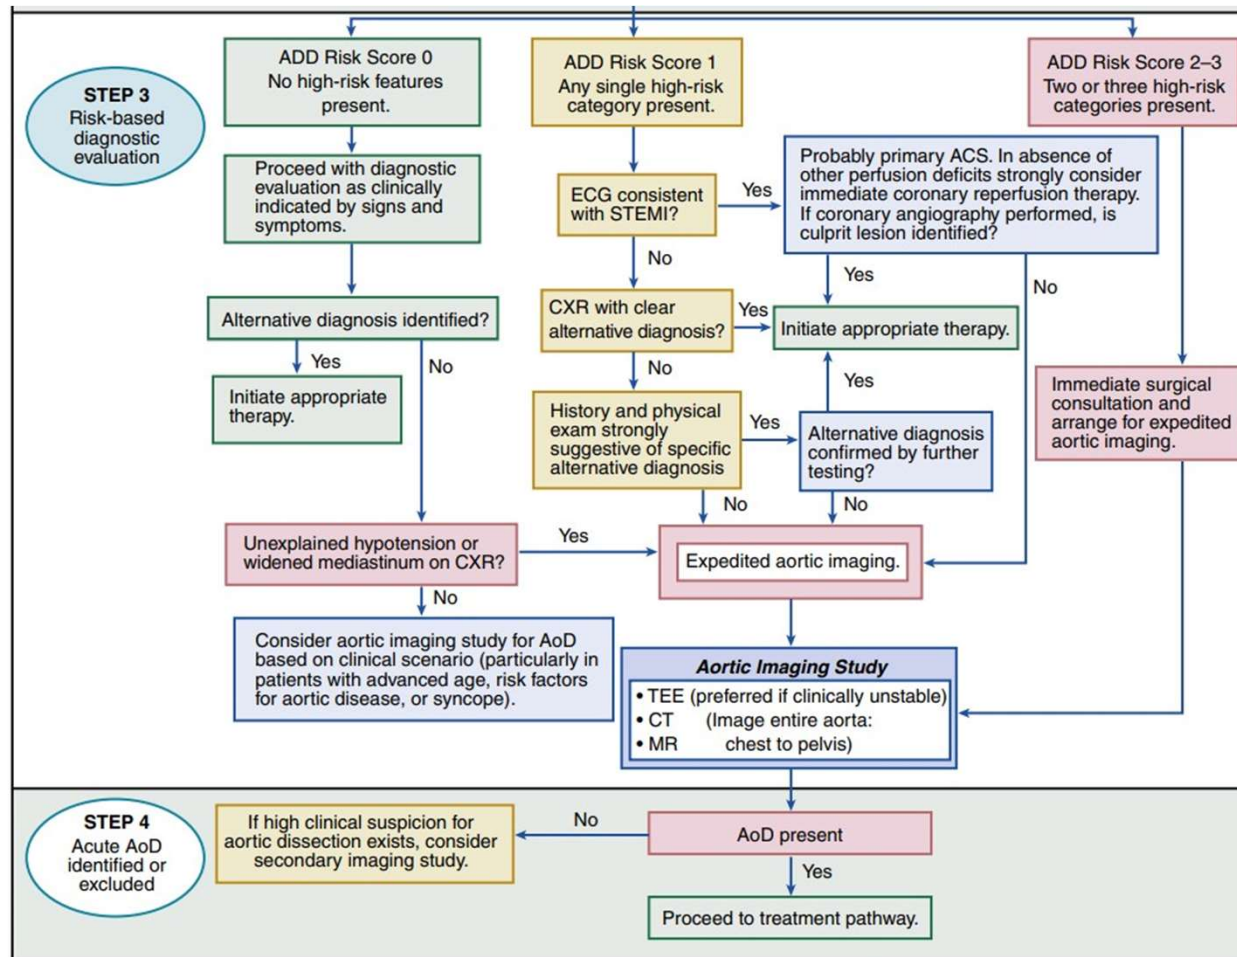 STEP 3
Risk-based
diagnostic
evaluation
ADD Risk Score 0
No high-risk features
present.
ADD Risk Score 1
Any single high-risk
category present.
ADD Risk Score 2–3
Two or three high-risk
categories present.
Proceed with diagnostic
evaluation as clinically
indicated by signs and
symptoms.
ECG consistent
with STEMI?
Yes
Probably primary ACS. In absence of
other perfusion deficits strongly consider
immediate coronary reperfusion therapy.
If coronary angiography performed, is
culprit lesion identified?
No
Yes
No
Alternative diagnosis identified?
CXR with clear
alternative diagnosis?
Yes
Initiate appropriate therapy.
Yes
No
No
Yes
Initiate appropriate
therapy.
History and physical
exam strongly
suggestive of specific
alternative diagnosis
Yes
Alternative diagnosis
confirmed by further
testing?
Immediate surgical
consultation and
arrange for expedited
aortic imaging.
No
No
Unexplained hypotension or
widened mediastinum on CXR?
Yes
Expedited aortic imaging.
No
Consider aortic imaging study for AoD
based on clinical scenario (particularly in
patients with advanced age, risk factors
for aortic disease, or syncope).
Aortic Imaging Study
• TEE (preferred if clinically unstable)
• CT (Image entire aorta:
• MR chest to pelvis)
STEP 4
Acute AoD
identified or
excluded
If high clinical suspicion for
aortic dissection exists, consider
secondary imaging study.
No
AoD present
Yes
Proceed to treatment pathway.